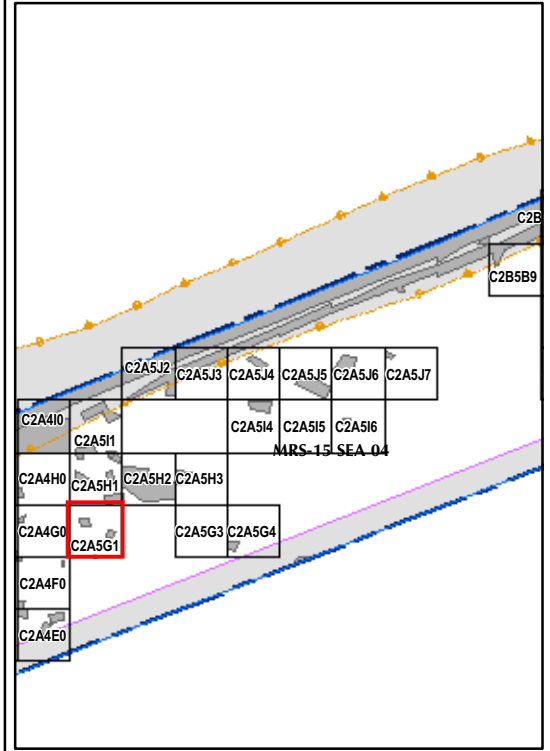 C2B
C2B5B9
C2A5J2
C2A5J3
C2A5J4
C2A5J5
C2A5J6
C2A5J7
C2A4I0
C2A5I1
C2A5I4
C2A5I5
C2A5I6
MRS-15 SEA 04
C2A4H0
C2A5H1
C2A5H2
C2A5H3
C2A4G0
C2A5G1
C2A5G3
C2A5G4
C2A4F0
C2A4E0